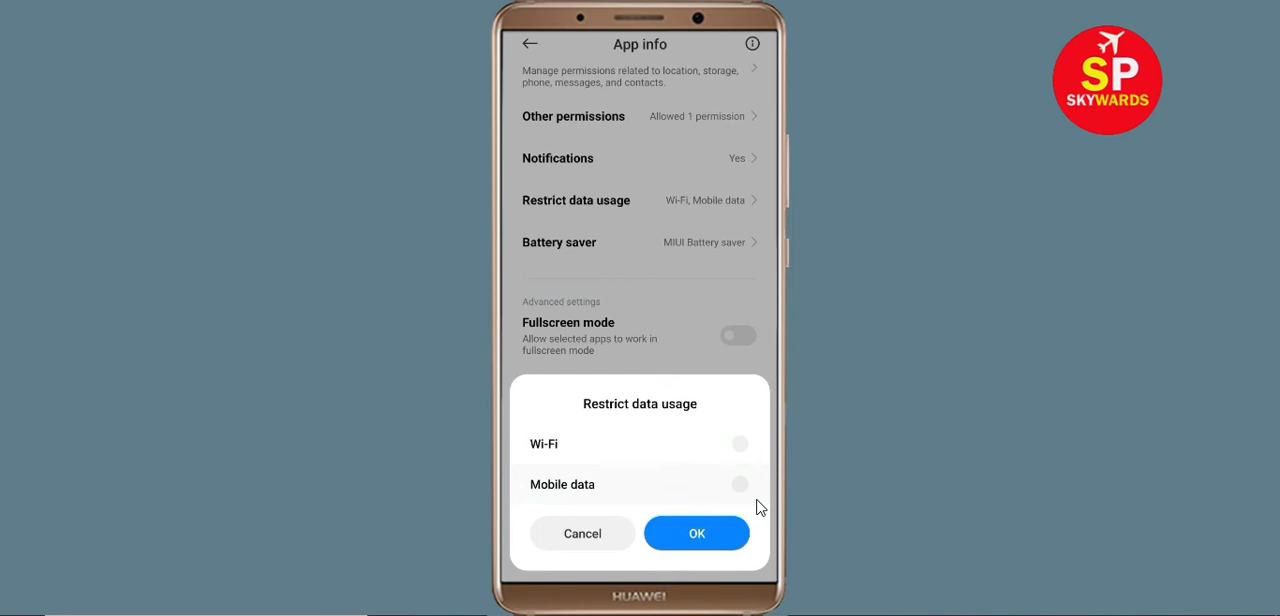 App info
Manage permissions related to location, storage,
phone, messages, and contacts.
Other permissions Allowed 1 permission
Notifications Yes
Restrict data usage Wi-Fi, Mobile data
Battery saver MIUI Battery saver
Advanced settings
Fullscreen mode
Allow selected apps to work in
fullscreen mode
Restrict data usage
Wi-Fi
Mobile data
Cancel OK
HUAWEI
SP
SKYWARDS